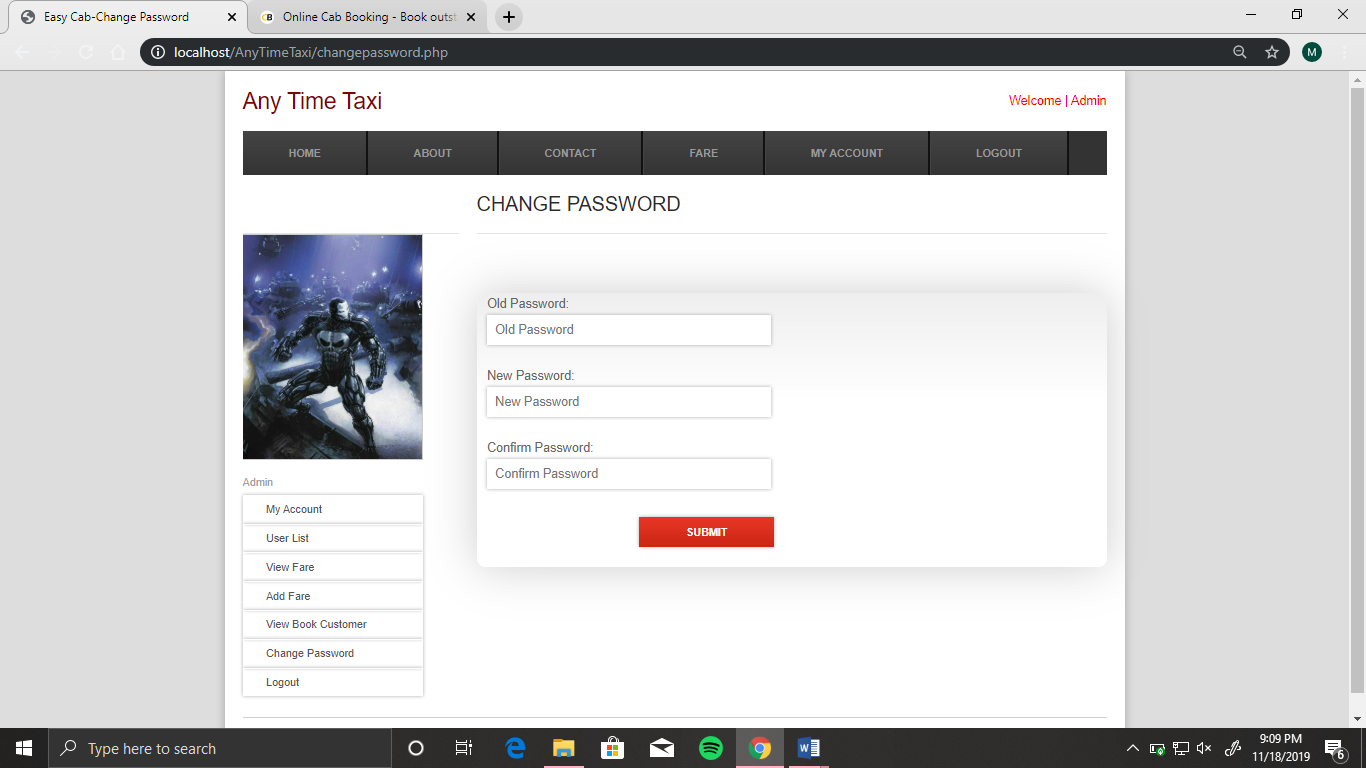 Easy Cab-Change Password
Online Cab Booking - Book outst
localhost/AnyTimeTaxi/changepassword.php
M
Any Time Taxi
Welcome | Admin
HOME ABOUT CONTACT FARE MY ACCOUNT LOGOUT
CHANGE PASSWORD
Old Password:
Old Password
New Password:
New Password
Confirm Password:
Confirm Password
SUBMIT
Admin
My Account
User List
View Fare
Add Fare
View Book Customer
Change Password
Logout
Type here to search
9:09 PM
11/18/2019
6